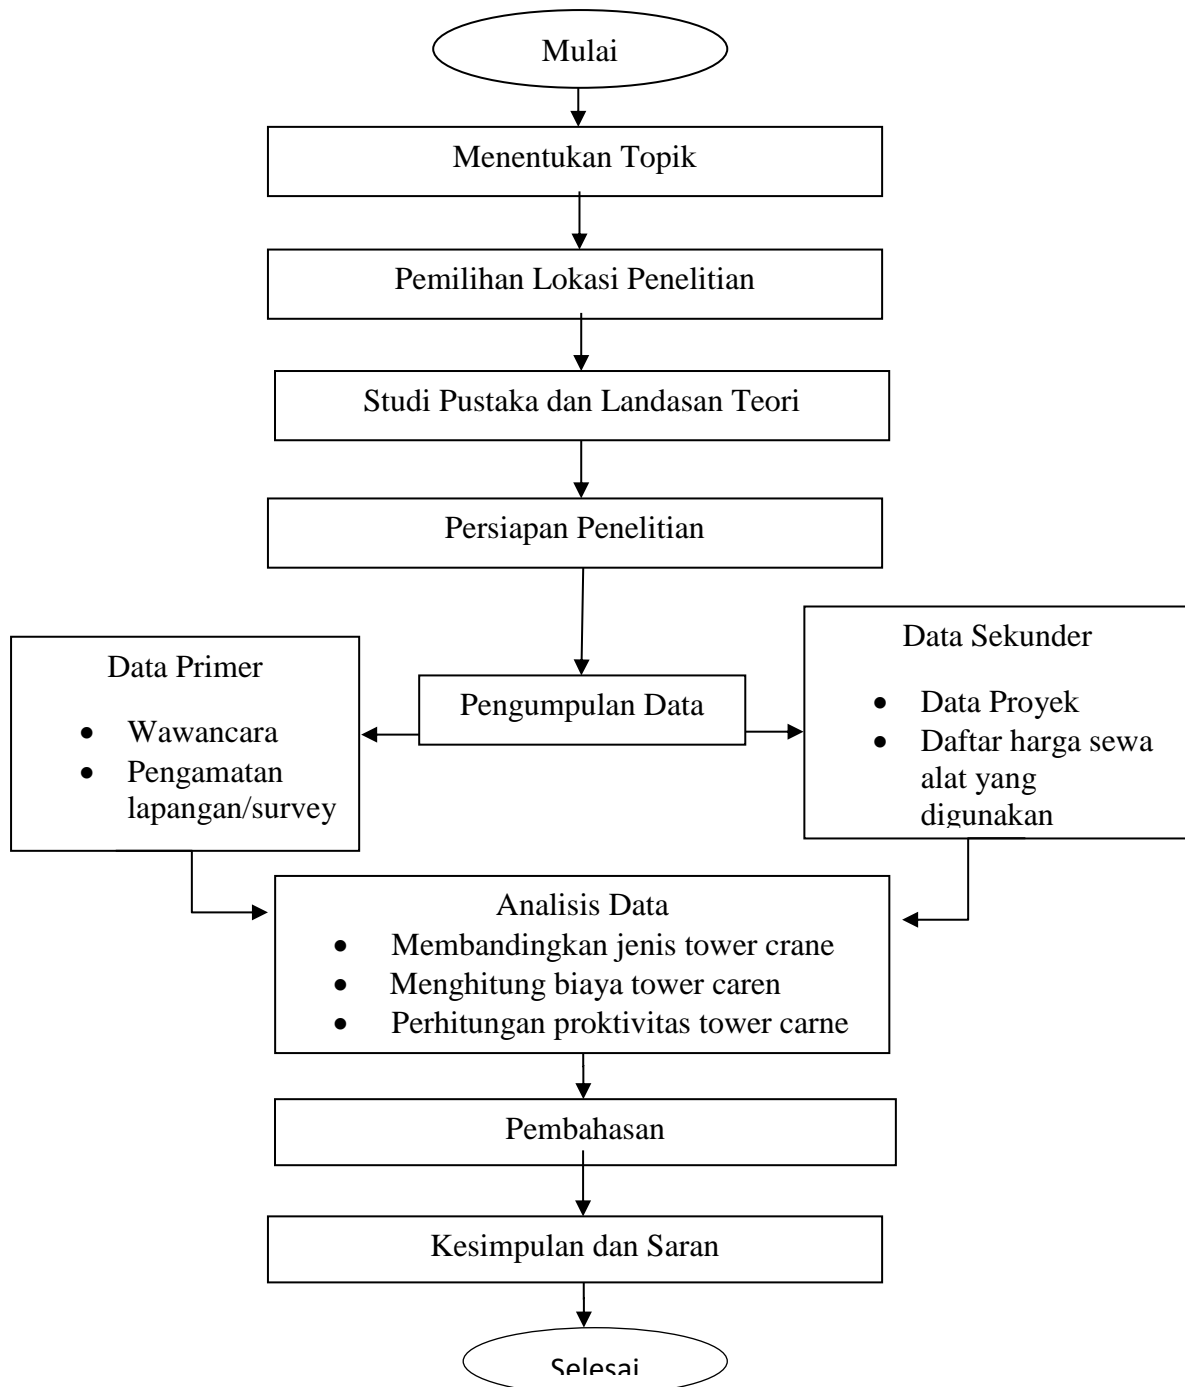 Mulai
Menentukan Topik
Pemilihan Lokasi Penelitian
Studi Pustaka dan Landasan Teori
Persiapan Penelitian
Pengumpulan Data
Data Primer
• Wawancara
• Pengamatan
lapangan/survey
Data Sekunder
• Data Proyek
• Daftar harga sewa
alat yang
digunakan
Analisis Data
• Membandingkan jenis tower crane
• Menghitung biaya tower caren
• Perhitungan proktivitas tower carne
Pembahasan
Kesimpulan dan Saran
Selesai